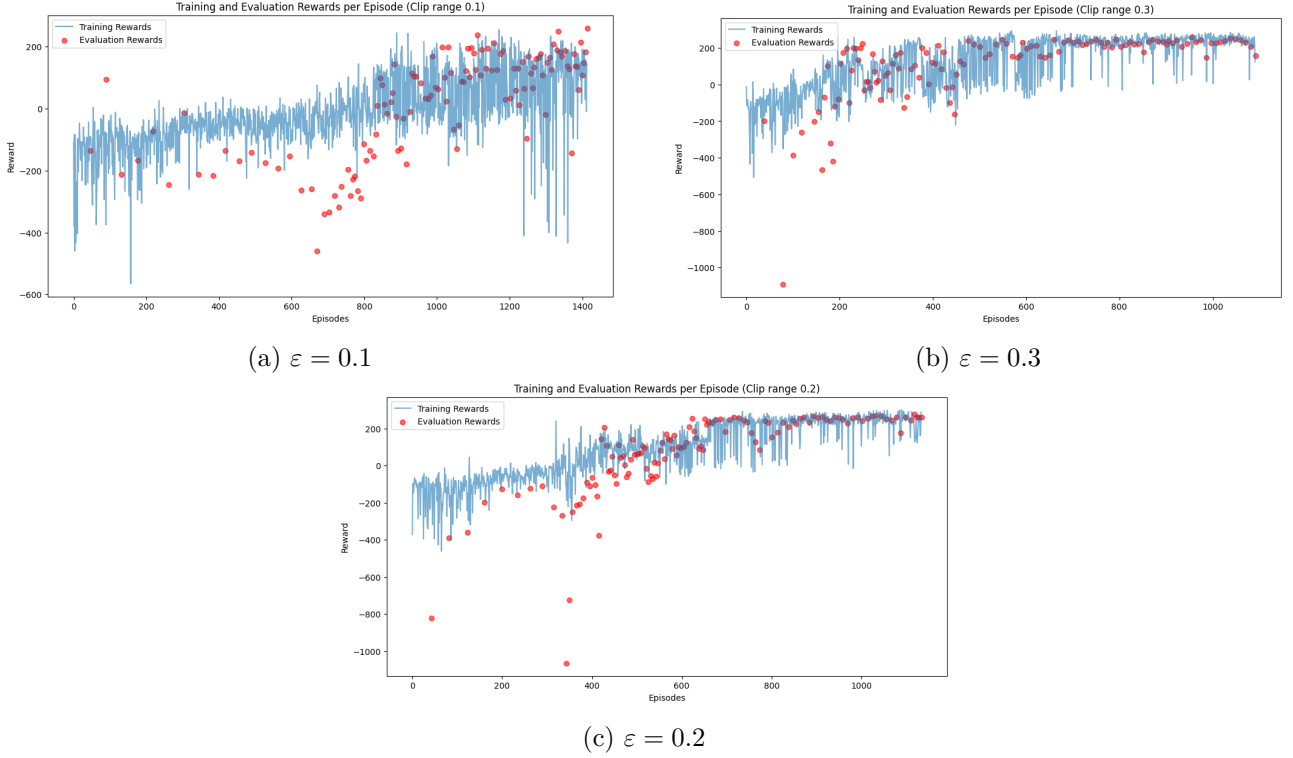 Training and Evaluation Rewards per Episode (Clip range 0.1)
Training Rewards
Evaluation Rewards
200
0
−200
−400
−600
Reward
0 200 400 600 800 1000 1200 1400
Episodes
(a) ε = 0.1
Training and Evaluation Rewards per Episode (Clip range 0.3)
Training Rewards
Evaluation Rewards
200
0
−200
−400
−600
−800
−1000
Reward
0 200 400 600 800 1000
Episodes
(b) ε = 0.3
Training and Evaluation Rewards per Episode (Clip range 0.2)
Training Rewards
Evaluation Rewards
200
0
−200
−400
−600
−800
−1000
Reward
0 200 400 600 800 1000
Episodes
(c) ε = 0.2